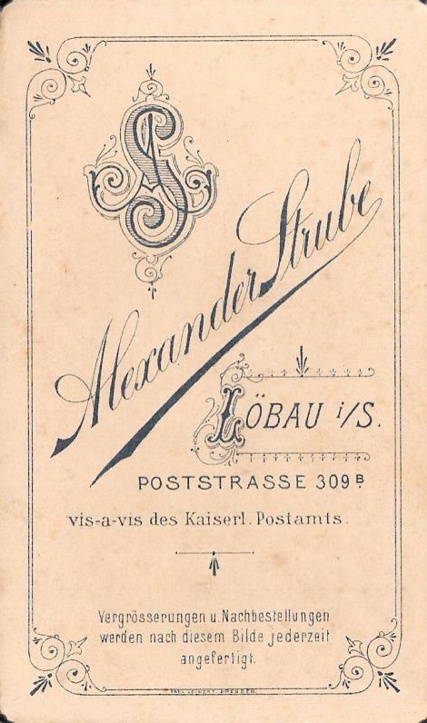 AS
Alexander Strube
LÖBAU i/S.
POSTSTRASSE 309 B.
vis-a-vis des Kaiserl. Postamts.
Vergrösserungen u. Nachbestellungen
werden nach diesem Bilde jederzeit
angefertigt.